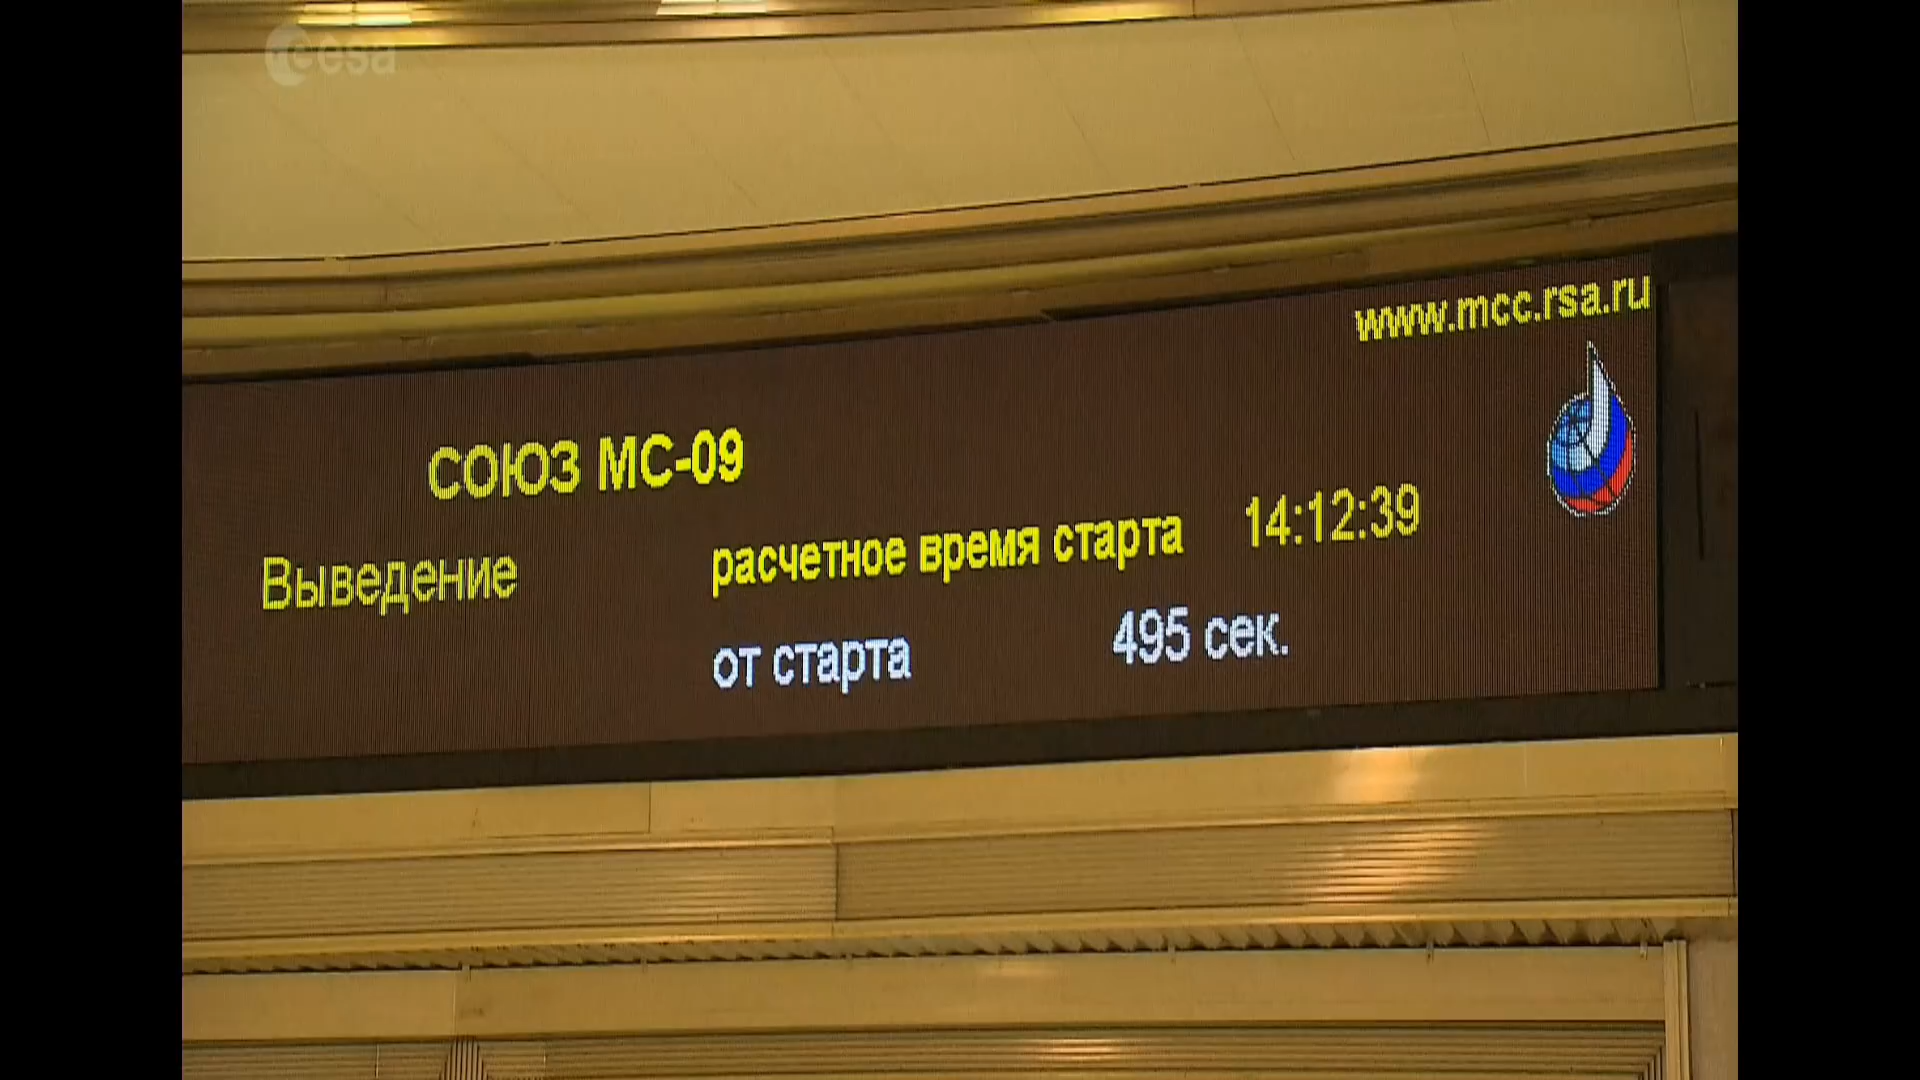 esa
www.mcc.rsa.ru
СОЮЗ МС-09
Выведение расчетное время старта 14:12:39
от старта 495 сек.